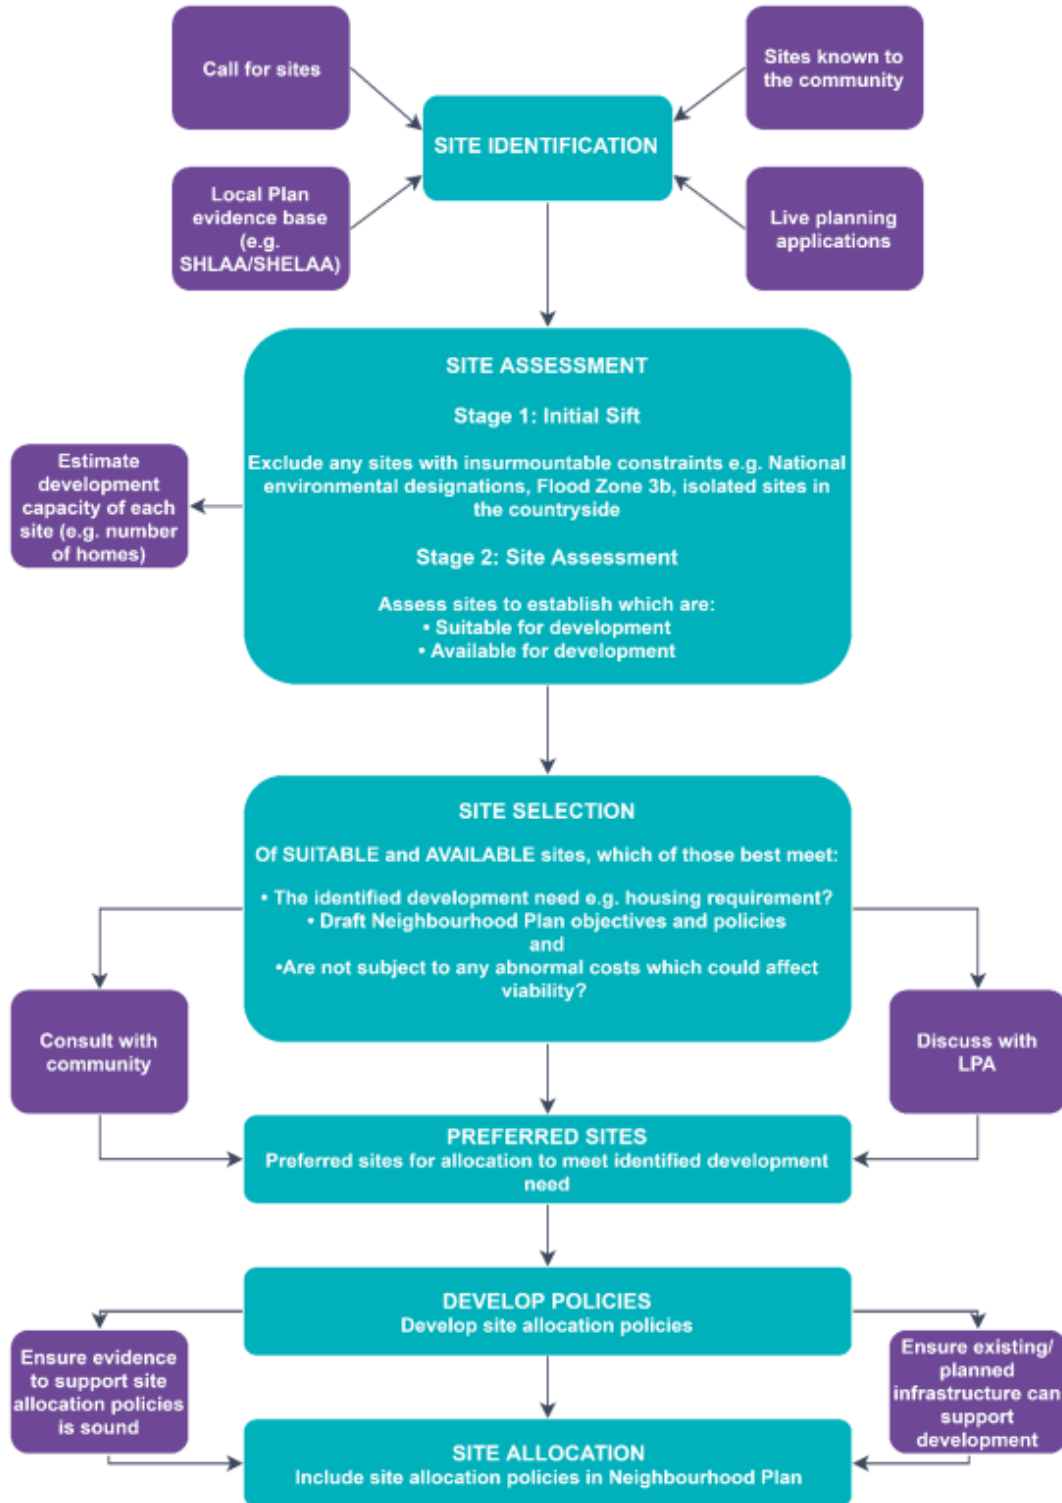 Call for sites
Sites known to
the community
SITE IDENTIFICATION
Local Plan
evidence base
(e.g.
SHLAA/SHELAA)
Live planning
applications
SITE ASSESSMENT
Stage 1: Initial Sift
Exclude any sites with insurmountable constraints e.g. National
environmental designations, Flood Zone 3b, isolated sites in
the countryside
Stage 2: Site Assessment
Assess sites to establish which are:
• Suitable for development
• Available for development
Estimate
development
capacity of each
site (e.g. number
of homes)
SITE SELECTION
Of SUITABLE and AVAILABLE sites, which of those best meet:
• The identified development need e.g. housing requirement?
• Draft Neighbourhood Plan objectives and policies
and
•Are not subject to any abnormal costs which could affect
viability?
Consult with
community
Discuss with
LPA
PREFERRED SITES
Preferred sites for allocation to meet identified development
need
DEVELOP POLICIES
Develop site allocation policies
Ensure evidence
to support site
allocation policies
is sound
Ensure existing/
planned
infrastructure can
support
development
SITE ALLOCATION
Include site allocation policies in Neighbourhood Plan